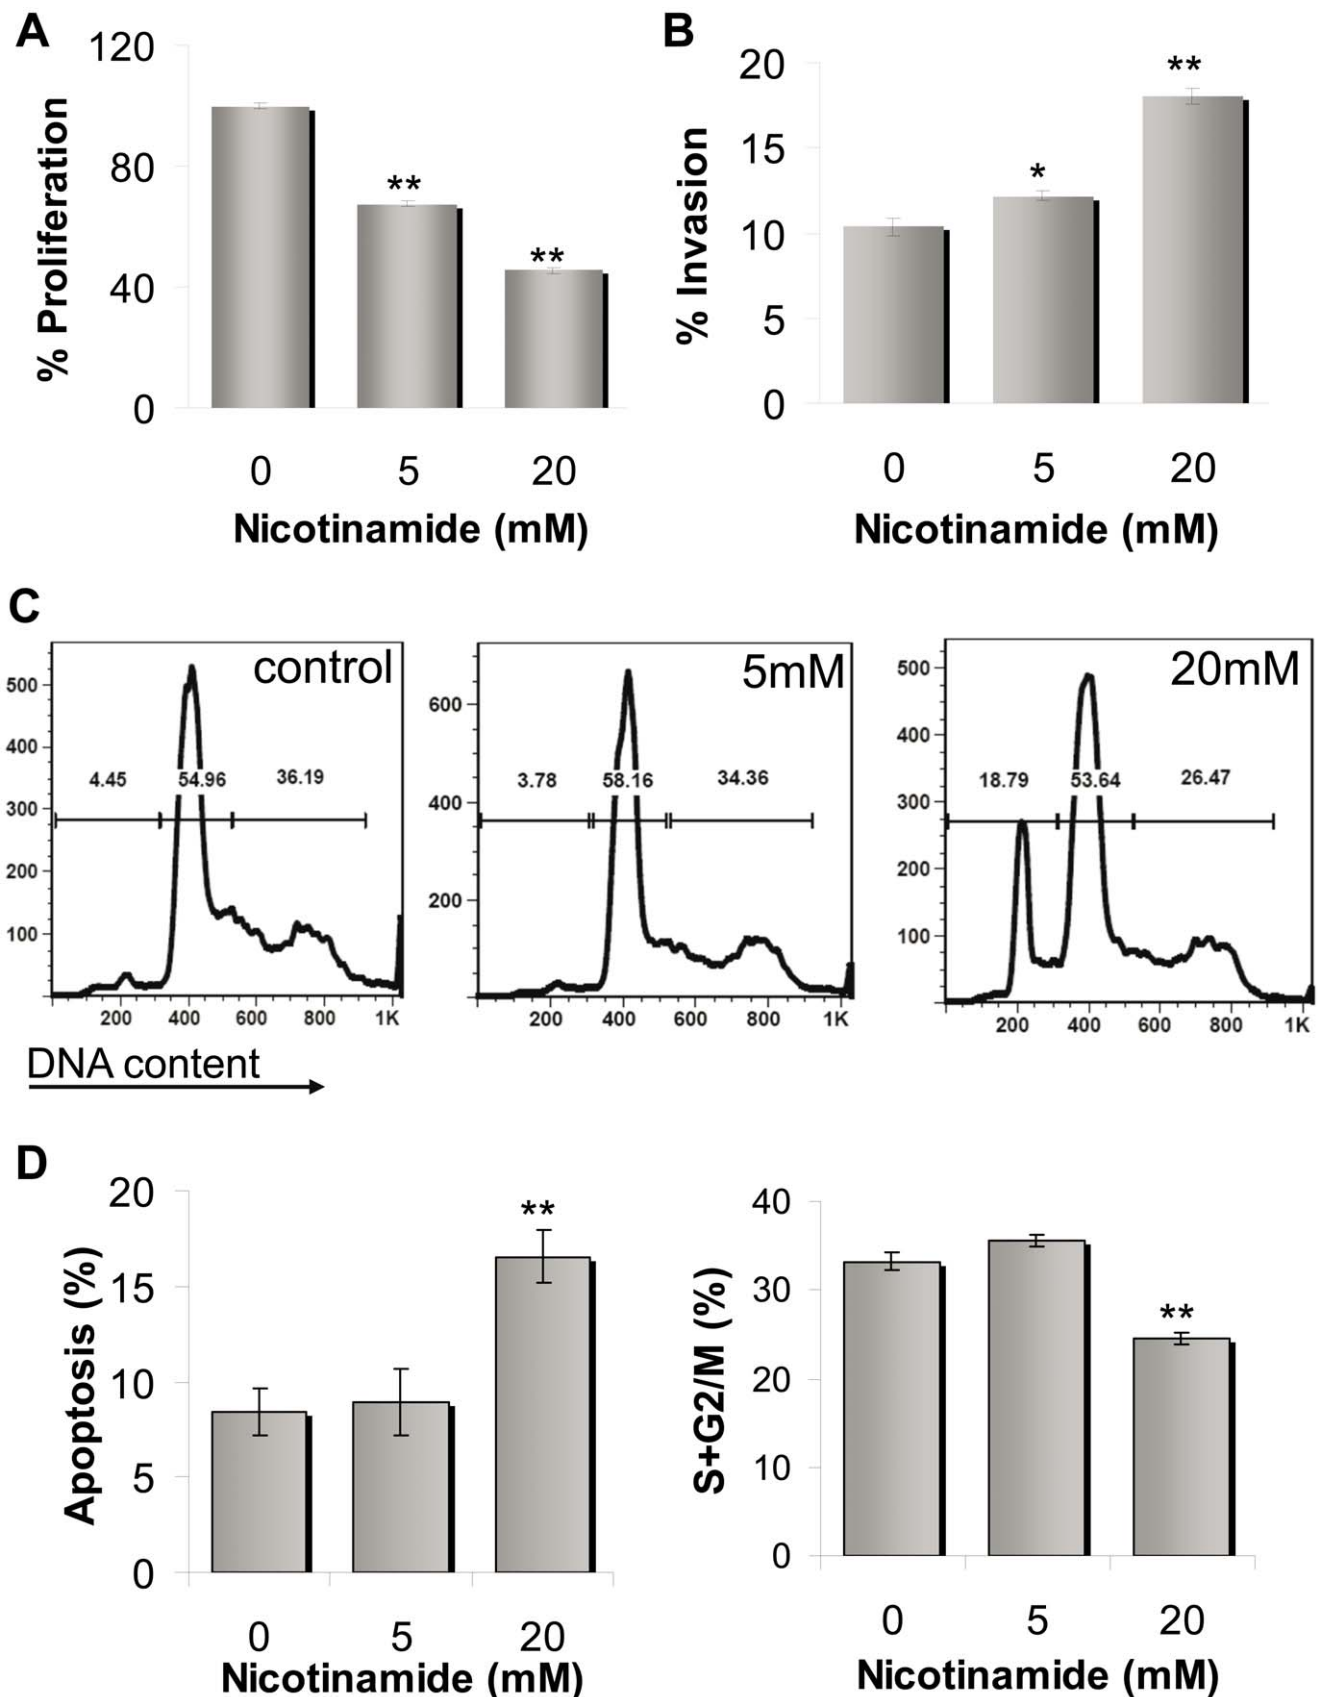 A
120
80
40
0
% Proliferation
**
**
0 5 20
Nicotinamide (mM)
B
20
15
10
5
0
% Invasion
*
**
0 5 20
Nicotinamide (mM)
C
control
500
400
300
200
100
4.45 54.96 36.19
200 400 600 800 1K
5mM
600
400
200
3.78 58.16 34.36
200 400 600 800 1K
20mM
500
400
300
200
100
18.79 53.64 26.47
200 400 600 800 1K
DNA content
D
20
15
10
5
0
Apoptosis (%)
**
0 5 20
Nicotinamide (mM)
40
30
20
10
0
S+G2/M (%)
**
0 5 20
Nicotinamide (mM)